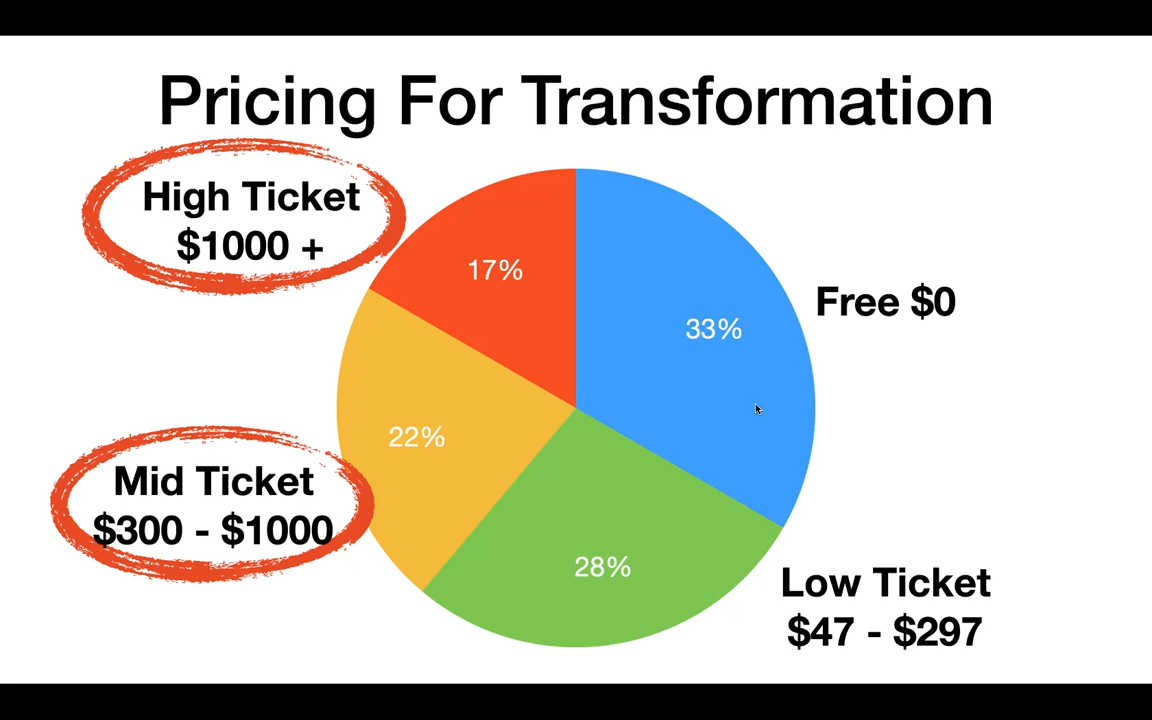 Pricing For Transformation
High Ticket
$1000 +
17%
33%
Free $0
22%
Mid Ticket
$300 - $1000
28%
Low Ticket
$47 - $297